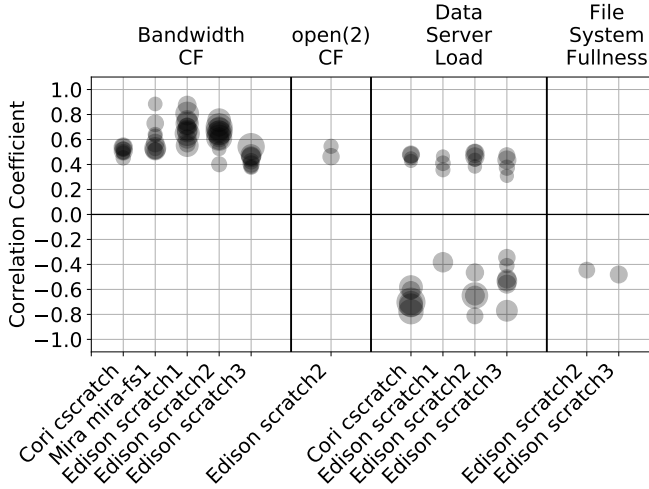 Bandwidth
CF
open(2)
CF
Data
Server
Load
File
System
Fullness
Correlation Coefficient
1.0
0.8
0.6
0.4
0.2
0.0
−0.2
−0.4
−0.6
−0.8
−1.0
Cori cscratch
Mira mira-fs1
Edison scratch1
Edison scratch2
Edison scratch3
Edison scratch2
Cori cscratch
Edison scratch1
Edison scratch2
Edison scratch3
Edison scratch2
Edison scratch3